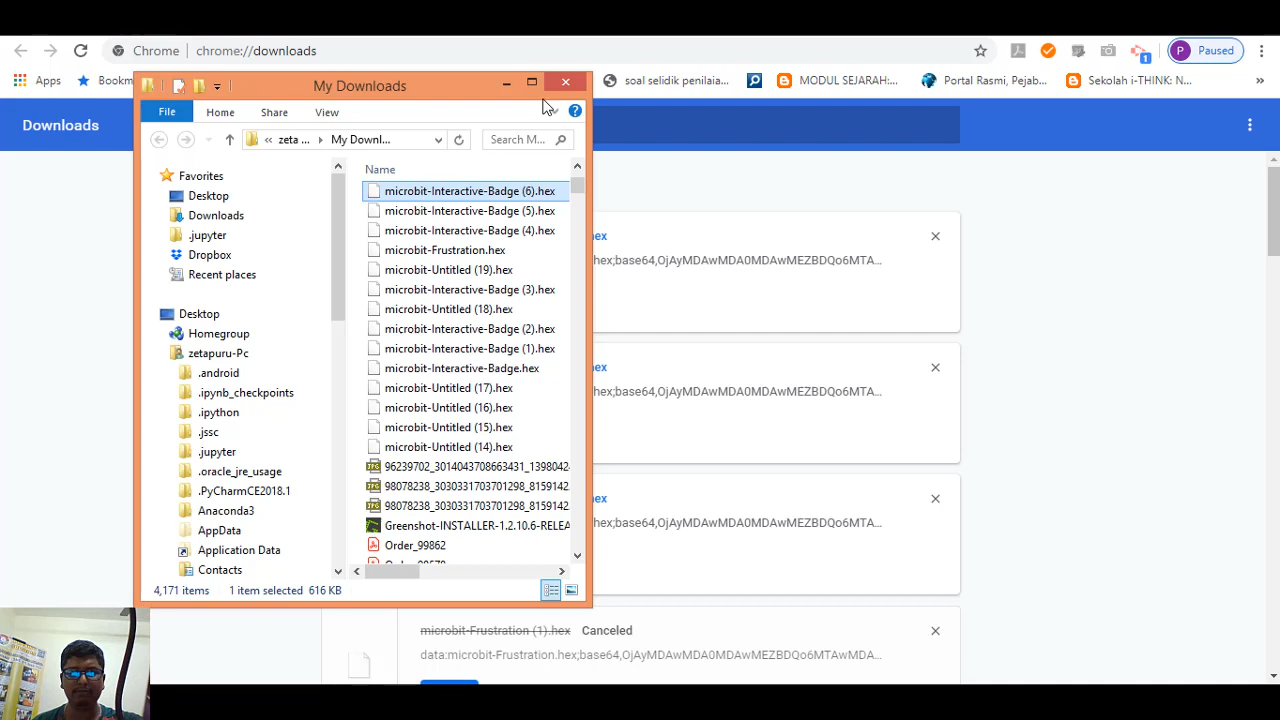 Chrome | chrome://downloads
P Paused
1
Apps
Bookm
soal selidik penilaia...
MODUL SEJARAH:...
Portal Rasmi, Pejab...
Sekolah i-THINK: N...
My Downloads
File Home Share View
Downloads
« zeta ... My Downl...
Search M...
Name
Favorites
Desktop
Downloads
.jupyter
Dropbox
Recent places
Desktop
Homegroup
zetapuru-Pc
.android
.ipynb_checkpoints
.ipython
.jssc
.jupyter
.oracle_jre_usage
.PyCharmCE2018.1
Anaconda3
AppData
Application Data
Contacts
microbit-Interactive-Badge (6).hex
microbit-Interactive-Badge (5).hex
microbit-Interactive-Badge (4).hex
microbit-Frustration.hex
microbit-Untitled (19).hex
microbit-Interactive-Badge (3).hex
microbit-Untitled (18).hex
microbit-Interactive-Badge (2).hex
microbit-Interactive-Badge (1).hex
microbit-Interactive-Badge.hex
microbit-Untitled (17).hex
microbit-Untitled (16).hex
microbit-Untitled (15).hex
microbit-Untitled (14).hex
96239702_3014043708663431_1398042
98078238_3030331703701298_8159142
98078238_3030331703701298_8159142
Greenshot-INSTALLER-1.2.10.6-RELEA
Order_99862
4,171 items 1 item selected 616 KB
hex
hex;base64,OjAyMDAwMDA0MDAwMEZBDQo6MTA...
hex
hex;base64,OjAyMDAwMDA0MDAwMEZBDQo6MTA...
hex
hex;base64,OjAyMDAwMDA0MDAwMEZBDQo6MTA...
microbit-Frustration (1).hex Canceled
data:microbit-Frustration.hex;base64,OjAyMDAwMDA0MDAwMEZBDQo6MTAwMDA...